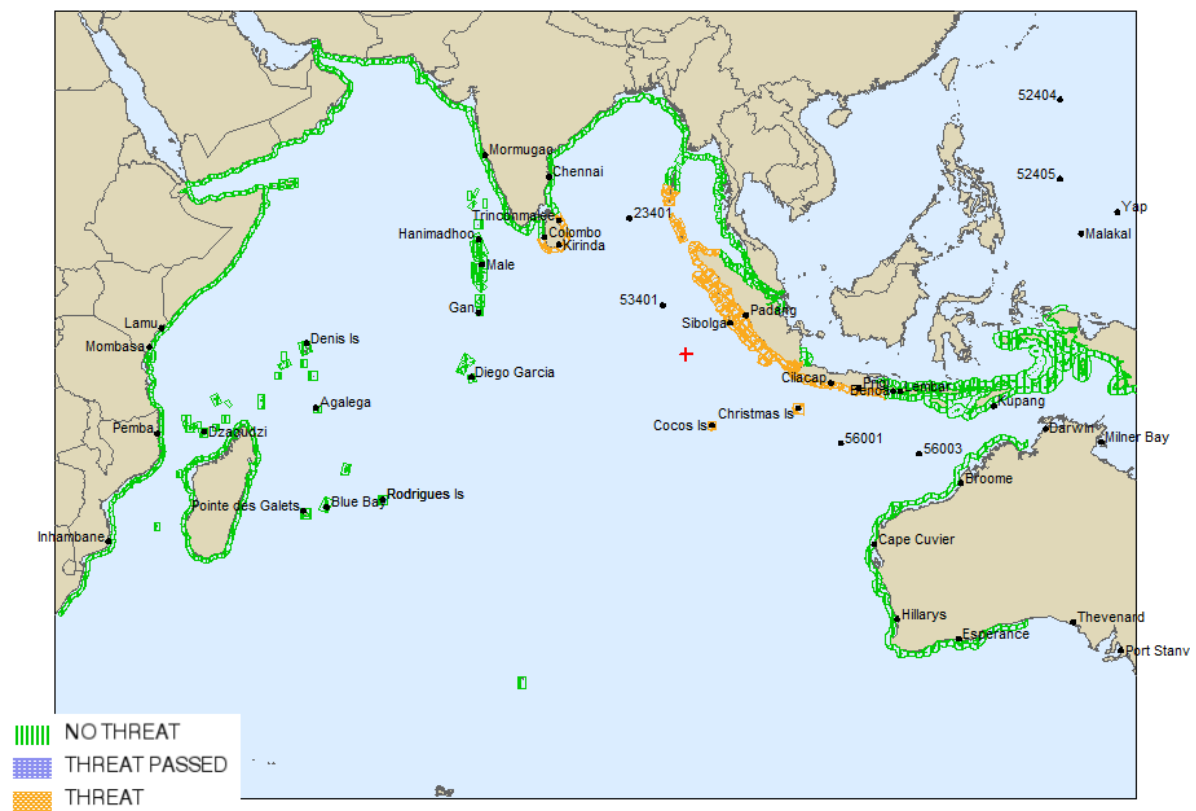 52404
Mormugao
Chennai
52405
Yap
Trinconmalee
23401
Hanimadhoo
Colombo
Malakal
Kirinda
Male
53401
Gan
Padang
Sibolga
Lamu
Mombasa
Denis Is
Diego Garcia
Cilacap
Prigi
Benoa
Lembar
Agalega
Christmas Is
Kupang
Cocos Is
Pemba
Dzaoudzi
Darwin
56001
Milner Bay
56003
Broome
Rodrigues Is
Pointe des Galets
Blue Bay
Inhambane
Cape Cuvier
Hillarys
Thevenard
Esperance
Port Stanv
NO THREAT
THREAT PASSED
THREAT